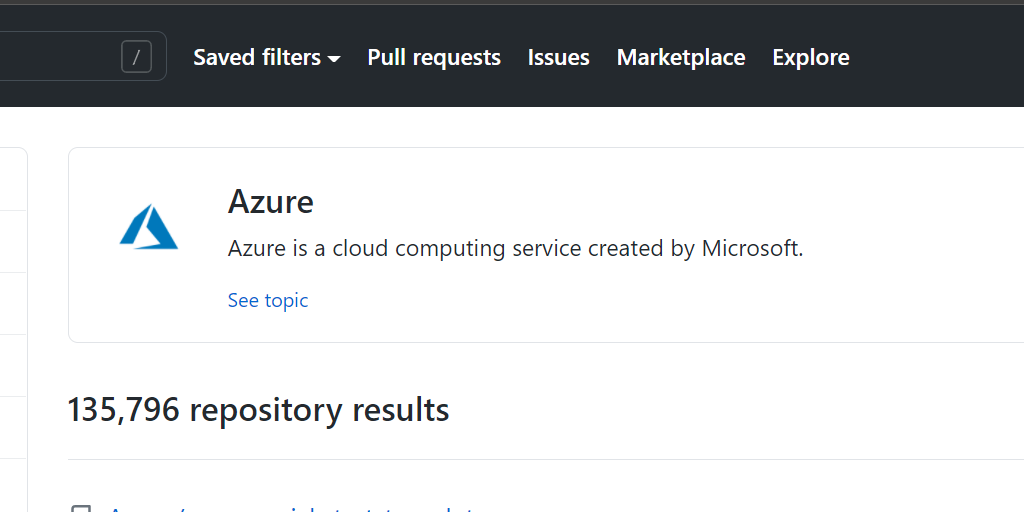 / Saved filters Pull requests Issues Marketplace Explore
Azure
Azure is a cloud computing service created by Microsoft.
See topic
135,796 repository results